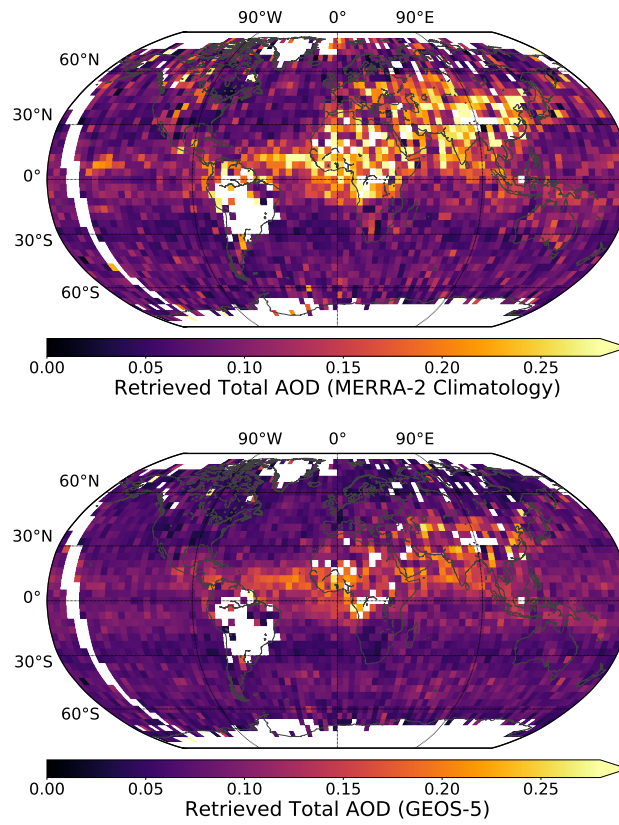 90°W 0° 90°E
60°N
30°N
0°
30°S
60°S
0.00 0.05 0.10 0.15 0.20 0.25
Retrieved Total AOD (MERRA-2 Climatology)
90°W 0° 90°E
60°N
30°N
0°
30°S
60°S
0.00 0.05 0.10 0.15 0.20 0.25
Retrieved Total AOD (GEOS-5)